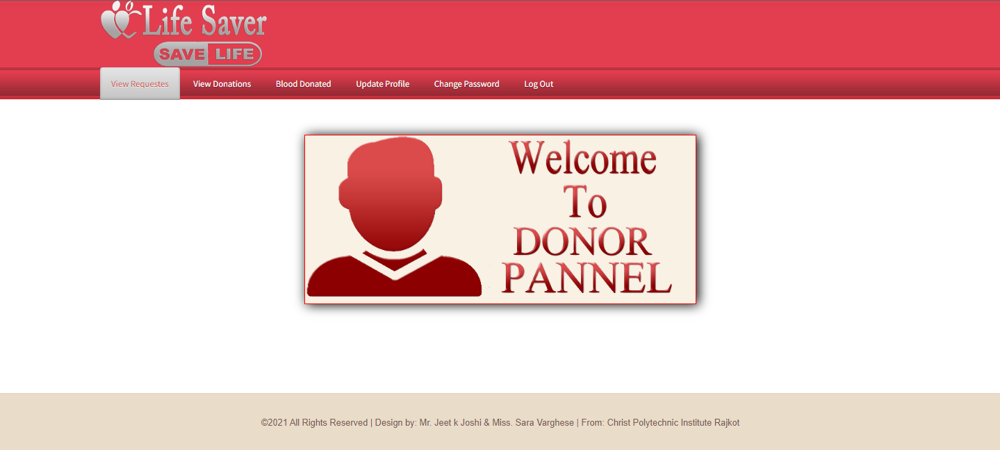 Life Saver
SAVE LIFE
View Requestes View Donations Blood Donated Update Profile Change Password Log Out
Welcome
To
DONOR
PANNEL
©2021 All Rights Reserved | Design by: Mr. Jeet k Joshi & Miss. Sara Varghese | From: Christ Polytechnic Institute Rajkot